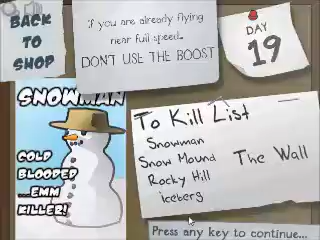 BACK
TO
SHOP
if you are already flying
near full speed..
DON'T USE THE BOOST
DAY
19
SNOWMAN
COLD
BLOODED
...EMM
KILLER!
To Kill List
Snowman
Snow Mound
Rocky Hill
iceberg
The Wall
Press any key to continue...